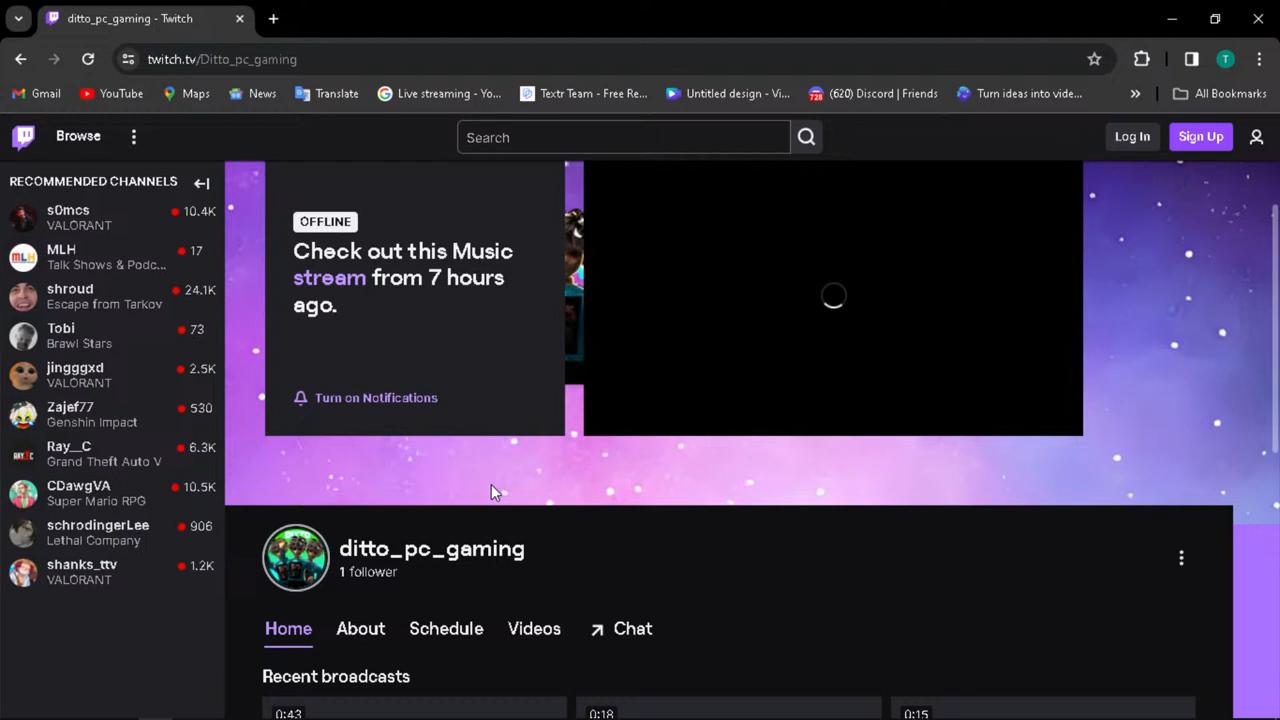 ditto_pc_gaming - Twitch
twitch.tv/Ditto_pc_gaming
T
Gmail
YouTube
Maps
News
Translate
Live streaming - Yo...
Textr Team - Free Re...
Untitled design - Vi...
728
(620) Discord | Friends
Turn ideas into vide...
All Bookmarks
Browse
Search
Log In
Sign Up
RECOMMENDED CHANNELS
s0mcs
10.4K
VALORANT
MLH
17
Talk Shows & Podc...
shroud
24.1K
Escape from Tarkov
Tobi
73
Brawl Stars
jingggxd
2.5K
VALORANT
Zajef77
530
Genshin Impact
Ray__C
6.3K
Grand Theft Auto V
CDawgVA
10.5K
Super Mario RPG
schrodingerLee
906
Lethal Company
shanks_ttv
1.2K
VALORANT
OFFLINE
Check out this Music
stream from 7 hours
ago.
Turn on Notifications
ditto_pc_gaming
1 follower
Home
About
Schedule
Videos
Chat
Recent broadcasts
0:43
0:18
0:15